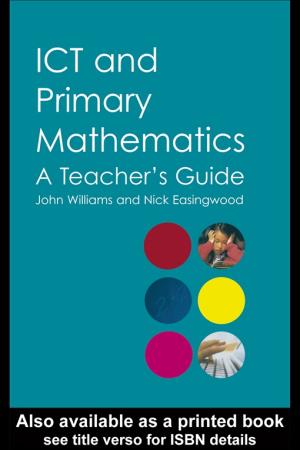 ICT and
Primary
Mathematics
A Teacher's Guide
John Williams and Nick Easingwood
Also available as a printed book
see title verso for ISBN details